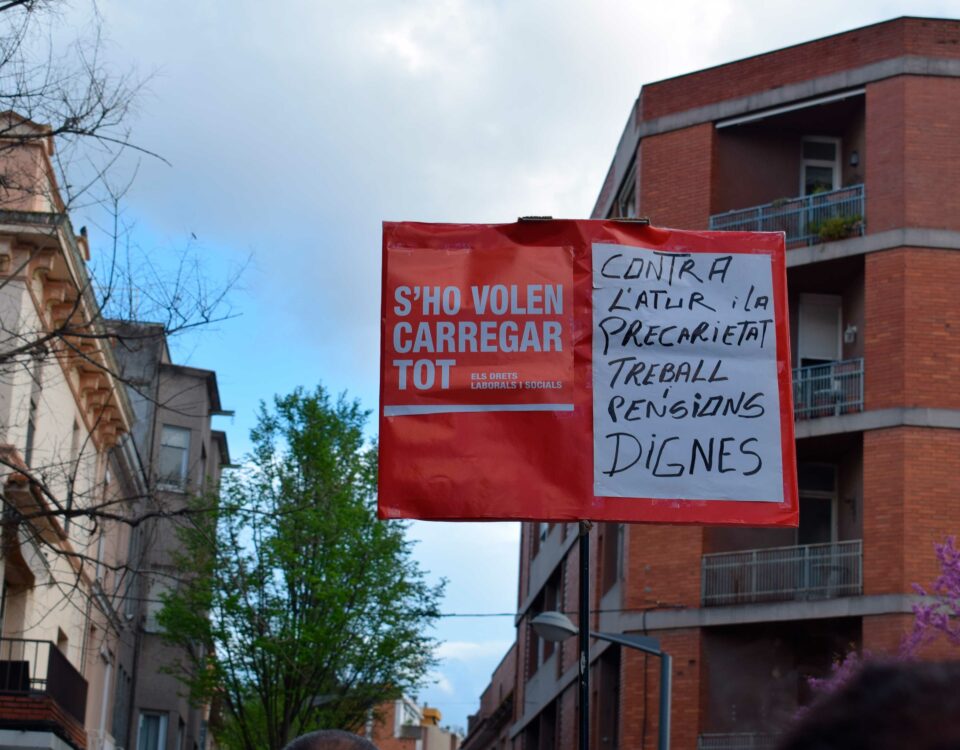 S'HO VOLEN
CARREGAR
TOT
ELS DRETS
LABORALS I SOCIALS
CONTRA
L'ATUR i LA
PRECARIETAT
TREBALL
PENSIONS
DIGNES